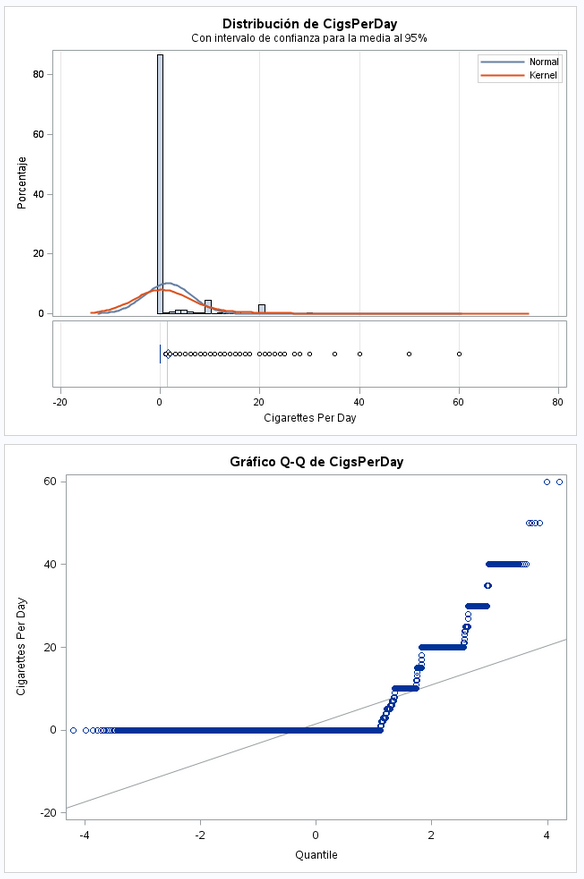 Distribución de CigsPerDay
Con intervalo de confianza para la media al 95%
Normal
Kernel
Porcentaje
80
60
40
20
0
-20 0 20 40 60 80
Cigarettes Per Day
Gráfico Q-Q de CigsPerDay
Cigarettes Per Day
60
40
20
0
-20
-4 -2 0 2 4
Quantile